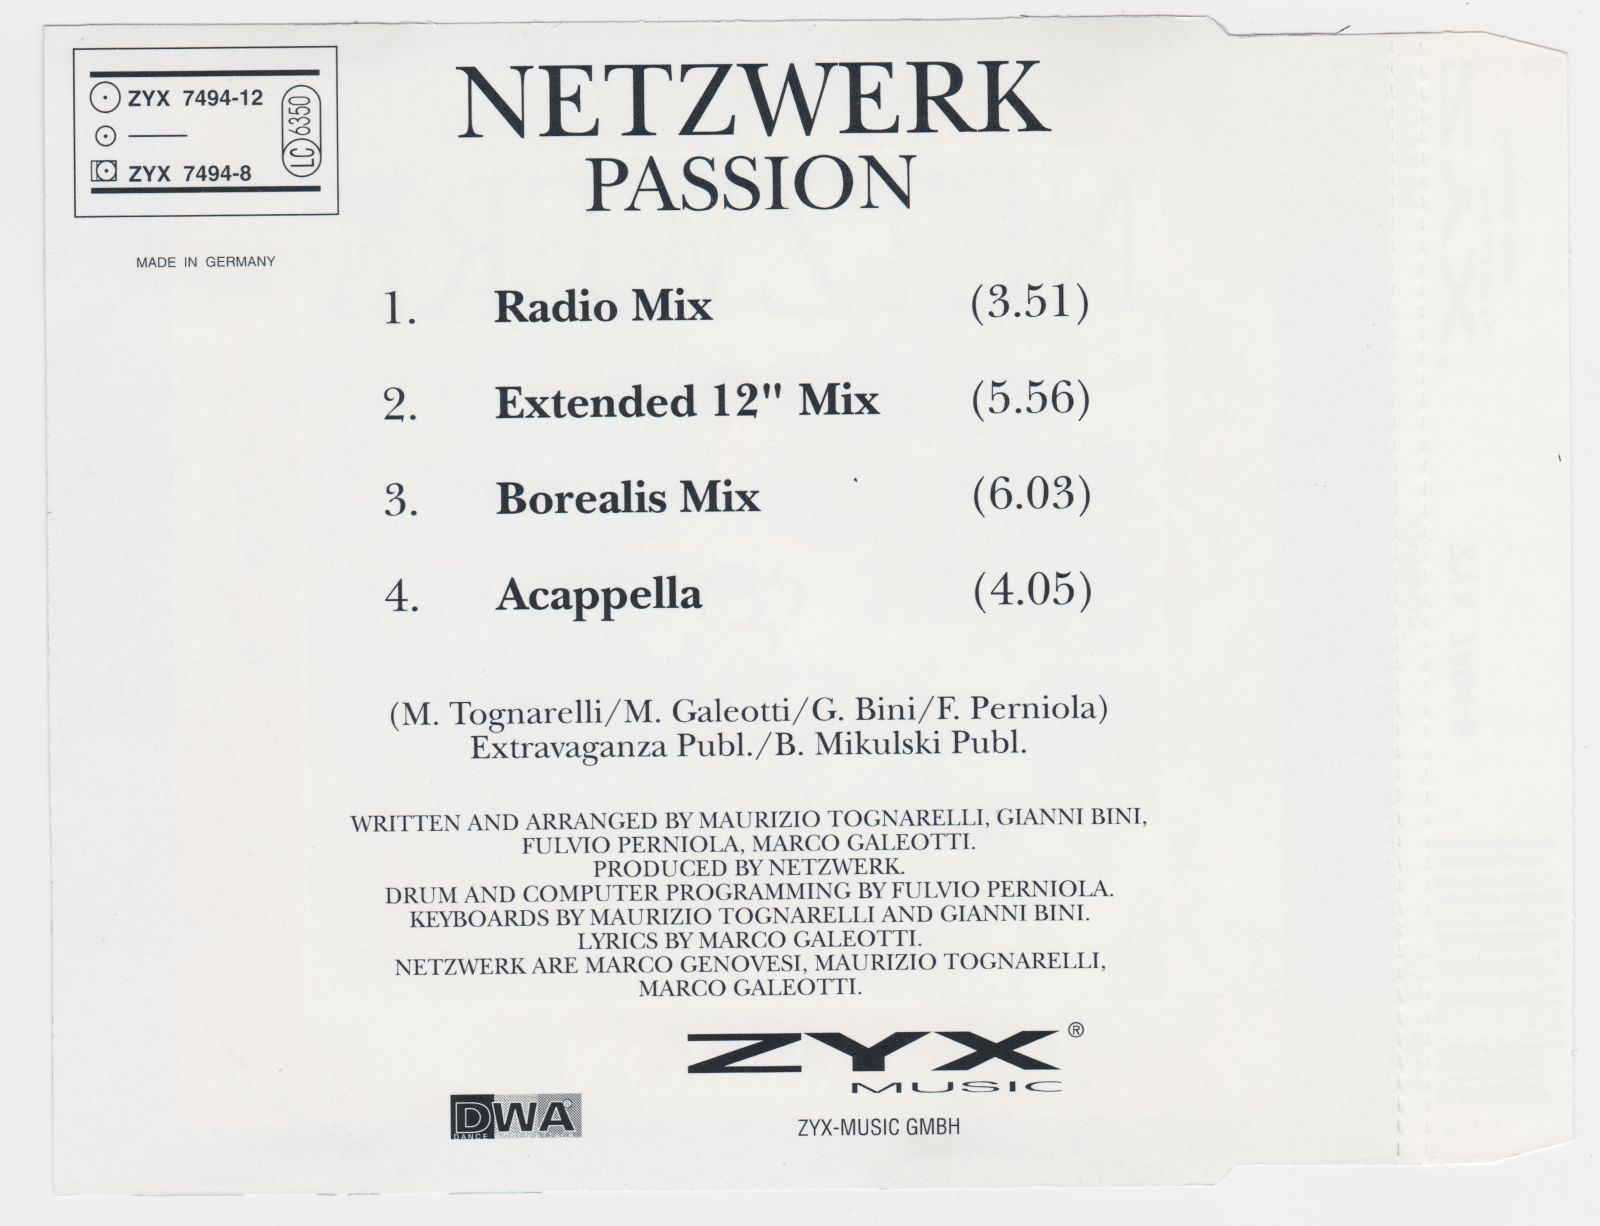 ZYX 7494-12
ZYX 7494-8
LC 6350
MADE IN GERMANY
NETZWERK
PASSION
1. Radio Mix (3.51)
2. Extended 12" Mix (5.56)
3. Borealis Mix (6.03)
4. Acappella (4.05)
(M. Tognarelli/M. Galeotti/G. Bini/F. Perniola)
Extravaganza Publ./B. Mikulski Publ.
WRITTEN AND ARRANGED BY MAURIZIO TOGNARELLI, GIANNI BINI,
FULVIO PERNIOLA, MARCO GALEOTTI.
PRODUCED BY NETZWERK.
DRUM AND COMPUTER PROGRAMMING BY FULVIO PERNIOLA.
KEYBOARDS BY MAURIZIO TOGNARELLI AND GIANNI BINI.
LYRICS BY MARCO GALEOTTI.
NETZWERK ARE MARCO GENOVESI, MAURIZIO TOGNARELLI,
MARCO GALEOTTI.
ZYX®
MUSIC
DWA®
DANCE
ZYX-MUSIC GMBH